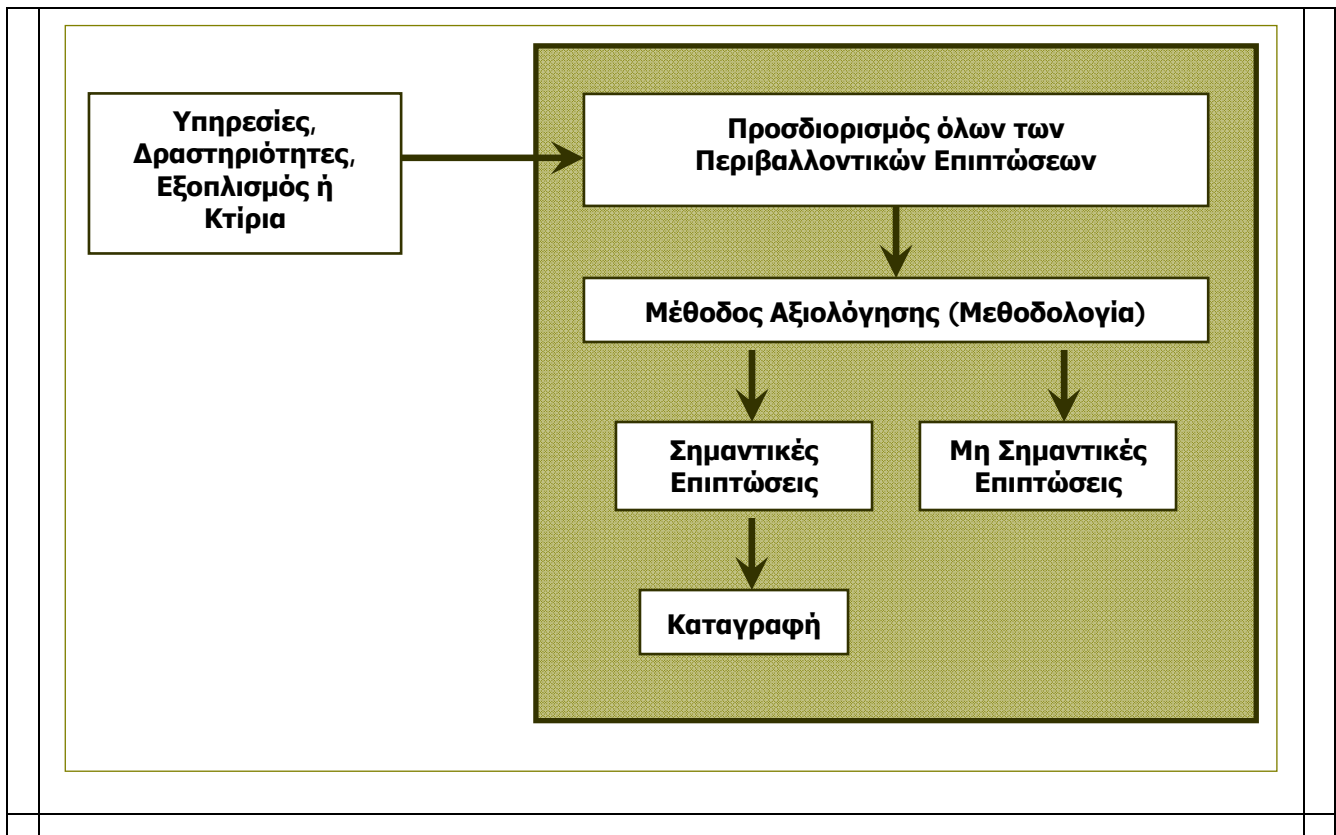 Υπηρεσίες,
Δραστηριότητες,
Εξοπλισμός ή
Κτίρια
Προσδιορισμός όλων των
Περιβαλλοντικών Επιπτώσεων
Μέθοδος Αξιολόγησης (Μεθοδολογία)
Σημαντικές
Επιπτώσεις
Μη Σημαντικές
Επιπτώσεις
Καταγραφή